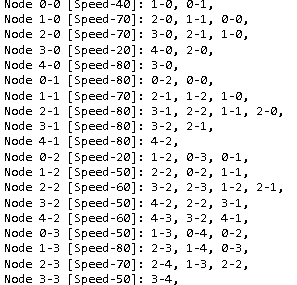 Node 0-0 [Speed-40]: 1-0, 0-1,
Node 1-0 [Speed-70]: 2-0, 1-1, 0-0,
Node 2-0 [Speed-70]: 3-0, 2-1, 1-0,
Node 3-0 [Speed-20]: 4-0, 2-0,
Node 4-0 [Speed-80]: 3-0,
Node 0-1 [Speed-80]: 0-2, 0-0,
Node 1-1 [Speed-70]: 2-1, 1-2, 1-0,
Node 2-1 [Speed-80]: 3-1, 2-2, 1-1, 2-0,
Node 3-1 [Speed-80]: 3-2, 2-1,
Node 4-1 [Speed-80]: 4-2,
Node 0-2 [Speed-20]: 1-2, 0-3, 0-1,
Node 1-2 [Speed-50]: 2-2, 0-2, 1-1,
Node 2-2 [Speed-60]: 3-2, 2-3, 1-2, 2-1,
Node 3-2 [Speed-50]: 4-2, 2-2, 3-1,
Node 4-2 [Speed-60]: 4-3, 3-2, 4-1,
Node 0-3 [Speed-50]: 1-3, 0-4, 0-2,
Node 1-3 [Speed-80]: 2-3, 1-4, 0-3,
Node 2-3 [Speed-70]: 2-4, 1-3, 2-2,
Node 3-3 [Speed-50]: 3-4,